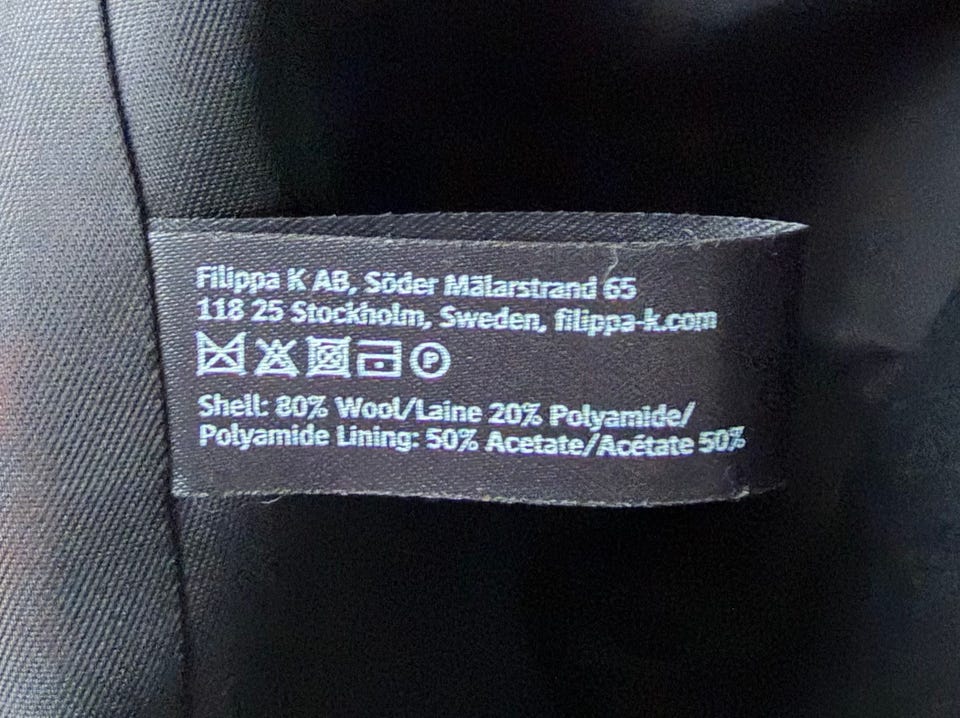 Filippa K AB, Söder Mälarstrand 65
118 25 Stockholm, Sweden, filippa-k.com
P
Shell: 80% Wool/Laine 20% Polyamide/
Polyamide Lining: 50% Acetate/Acétate 50%